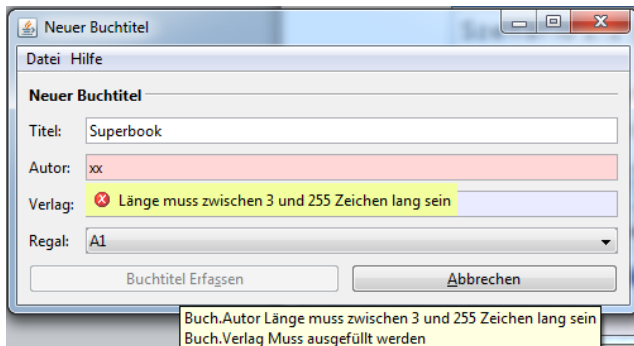 Neuer Buchtitel
Datei Hilfe
Neuer Buchtitel
Titel: Superbook
Autor: xx
Verlag: Länge muss zwischen 3 und 255 Zeichen lang sein
Regal: A1
Buchtitel Erfassen Abbrechen
Buch.Autor Länge muss zwischen 3 und 255 Zeichen lang sein
Buch.Verlag Muss ausgefüllt werden